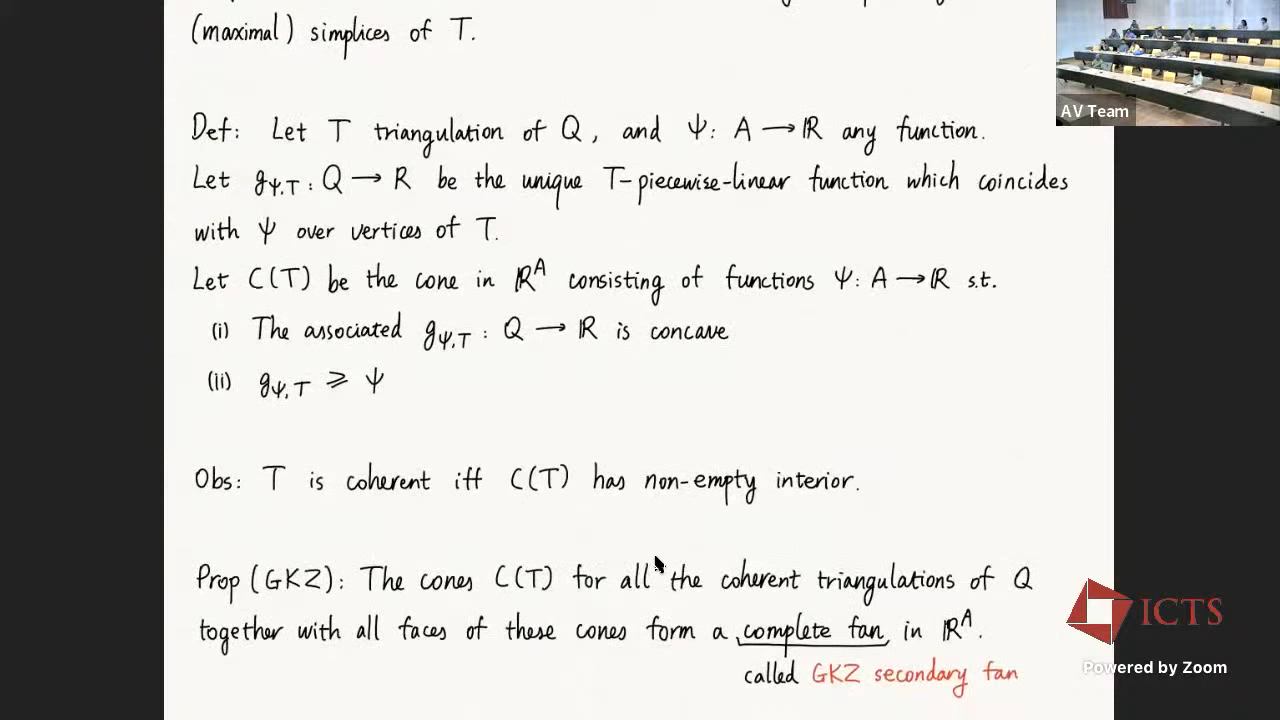 (maximal) simplices of T.
Def: Let T triangulation of Q, and Ψ: A → ℝ any function.
Let g_{Ψ,T} : Q → R be the unique T-piecewise-linear function which coincides
with Ψ over vertices of T.
Let C(T) be the cone in ℝ^A consisting of functions Ψ: A → ℝ s.t.
(i) The associated g_{Ψ,T} : Q → ℝ is concave
(ii) g_{Ψ,T} ⩾ Ψ
Obs: T is coherent iff C(T) has non-empty interior.
Prop (GKZ): The cones C(T) for all the coherent triangulations of Q
together with all faces of these cones form a complete fan in ℝ^A.
called GKZ secondary fan
AV Team
ICTS
Powered by Zoom